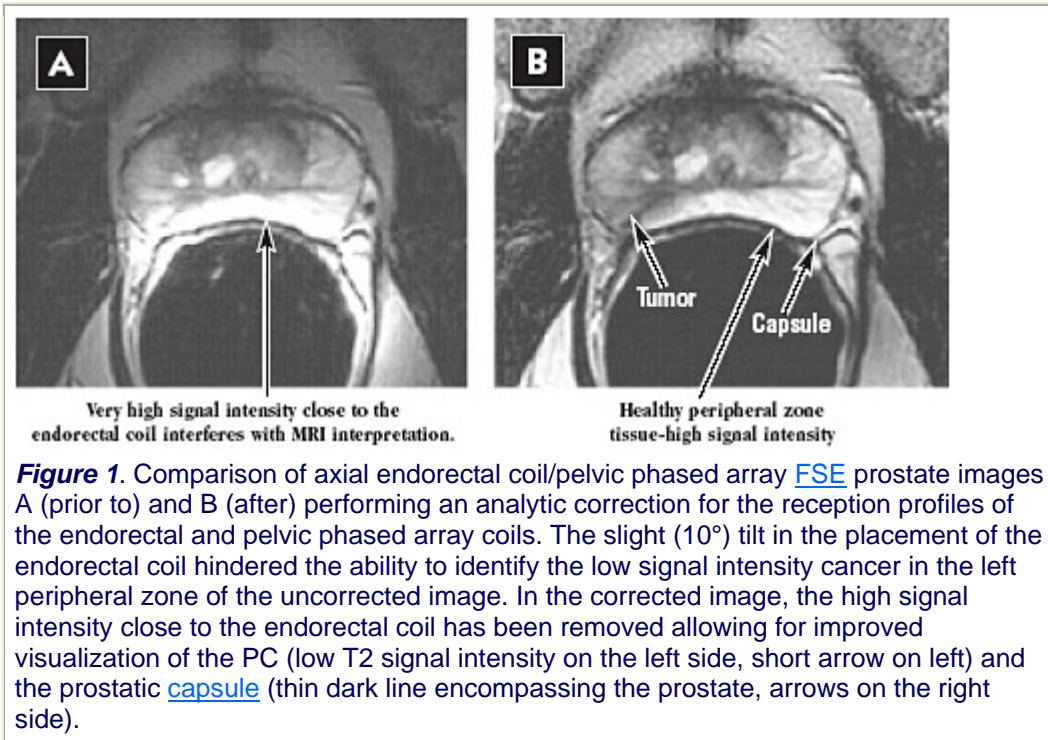 A
B
Tumor
Capsule
Very high signal intensity close to the
endorectal coil interferes with MRI interpretation.
Healthy peripheral zone
tissue-high signal intensity
Figure 1. Comparison of axial endorectal coil/pelvic phased array FSE prostate images
A (prior to) and B (after) performing an analytic correction for the reception profiles of
the endorectal and pelvic phased array coils. The slight (10°) tilt in the placement of the
endorectal coil hindered the ability to identify the low signal intensity cancer in the left
peripheral zone of the uncorrected image. In the corrected image, the high signal
intensity close to the endorectal coil has been removed allowing for improved
visualization of the PC (low T2 signal intensity on the left side, short arrow on left) and
the prostatic capsule (thin dark line encompassing the prostate, arrows on the right
side).